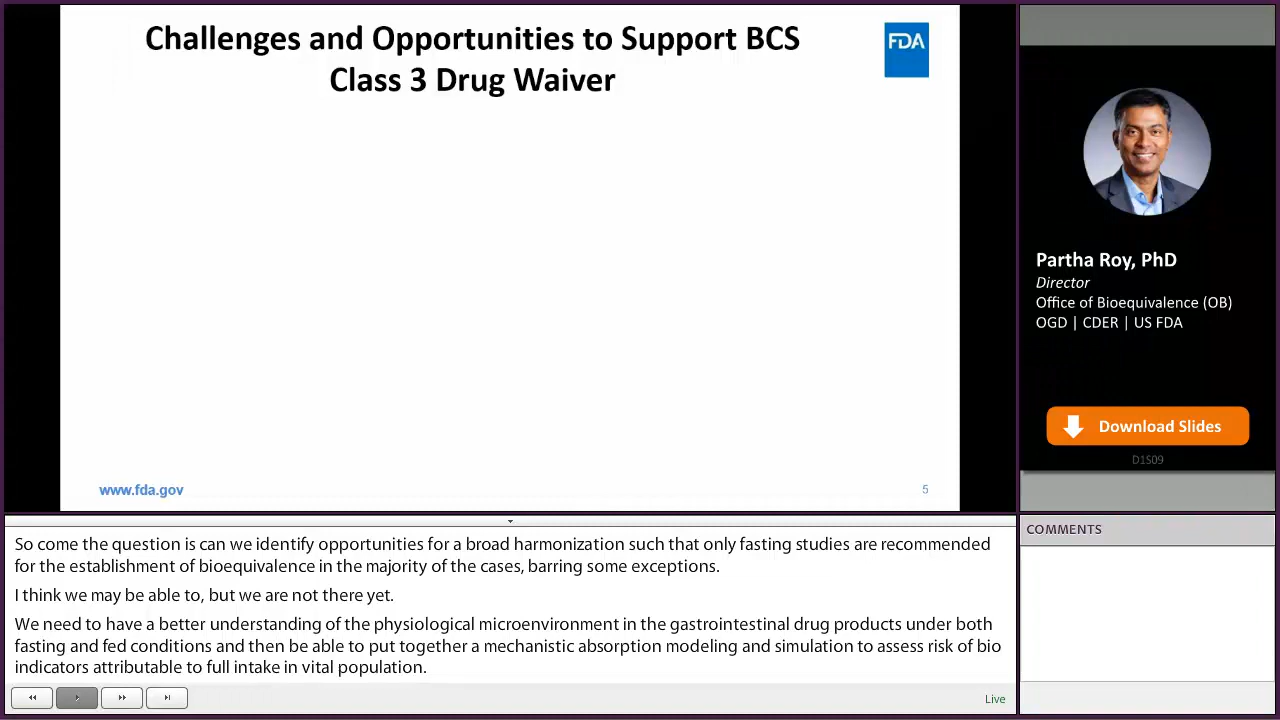 Challenges and Opportunities to Support BCS
Class 3 Drug Waiver
FDA
www.fda.gov
5
Partha Roy, PhD
Director
Office of Bioequivalence (OB)
OGD | CDER | US FDA
Download Slides
D1S09
So come the question is can we identify opportunities for a broad harmonization such that only fasting studies are recommended
for the establishment of bioequivalence in the majority of the cases, barring some exceptions.
I think we may be able to, but we are not there yet.
We need to have a better understanding of the physiological microenvironment in the gastrointestinal drug products under both
fasting and fed conditions and then be able to put together a mechanistic absorption modeling and simulation to assess risk of bio
indicators attributable to full intake in vital population.
Live
COMMENTS